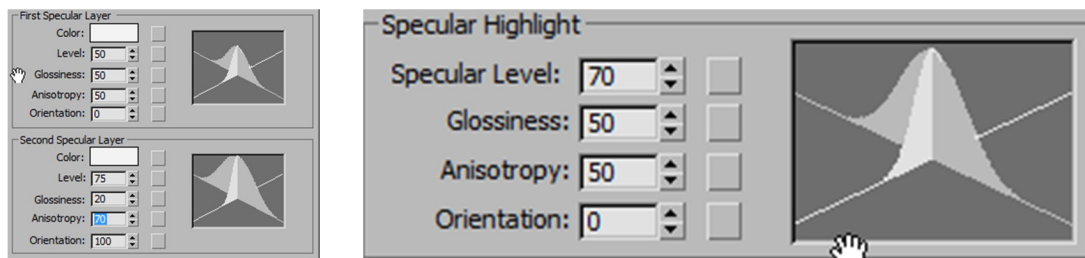 First Specular Layer
Color:
Level: 50
Glossiness: 50
Anisotropy: 50
Orientation: 0
Second Specular Layer
Color:
Level: 75
Glossiness: 20
Anisotropy: 70
Orientation: 100
Specular Highlight
Specular Level: 70
Glossiness: 50
Anisotropy: 50
Orientation: 0